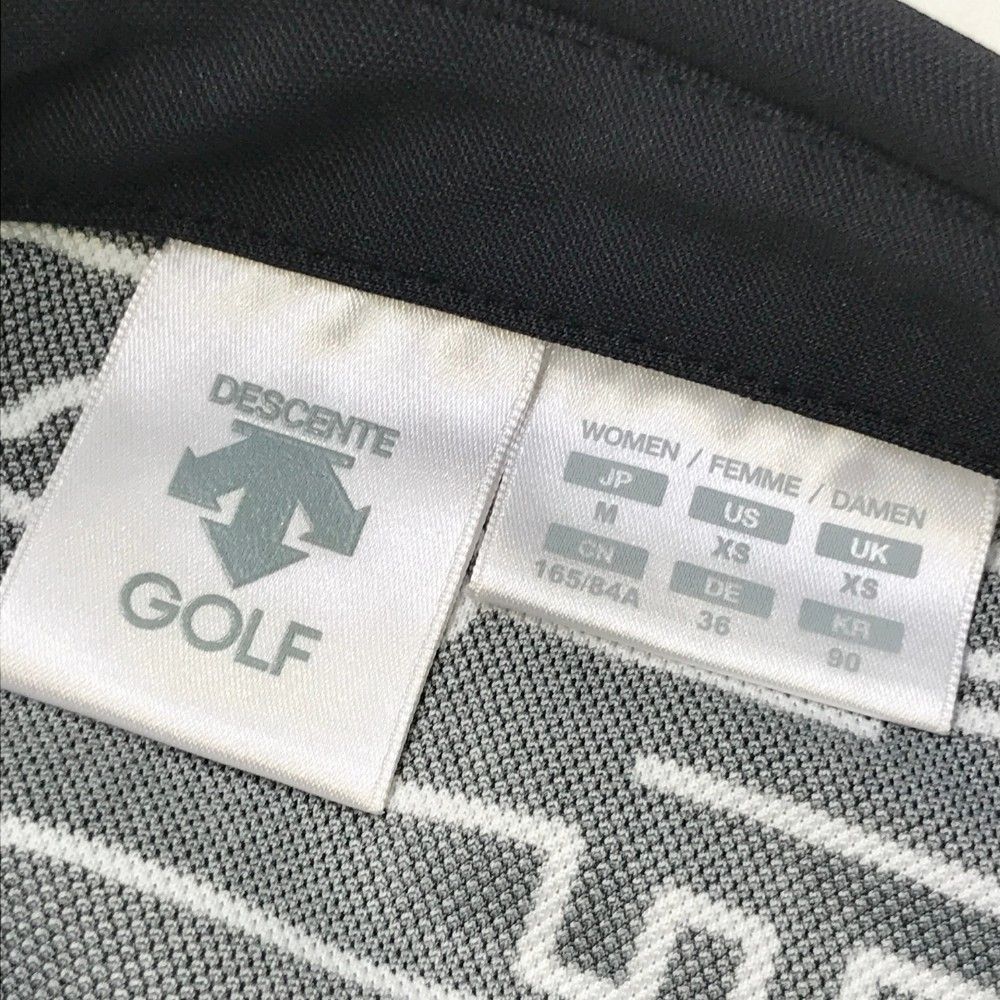 DESCENTE
GOLF
WOMEN / FEMME / DAMEN
JP US UK
M XS XS
CN DE KR
165/84A 36 90